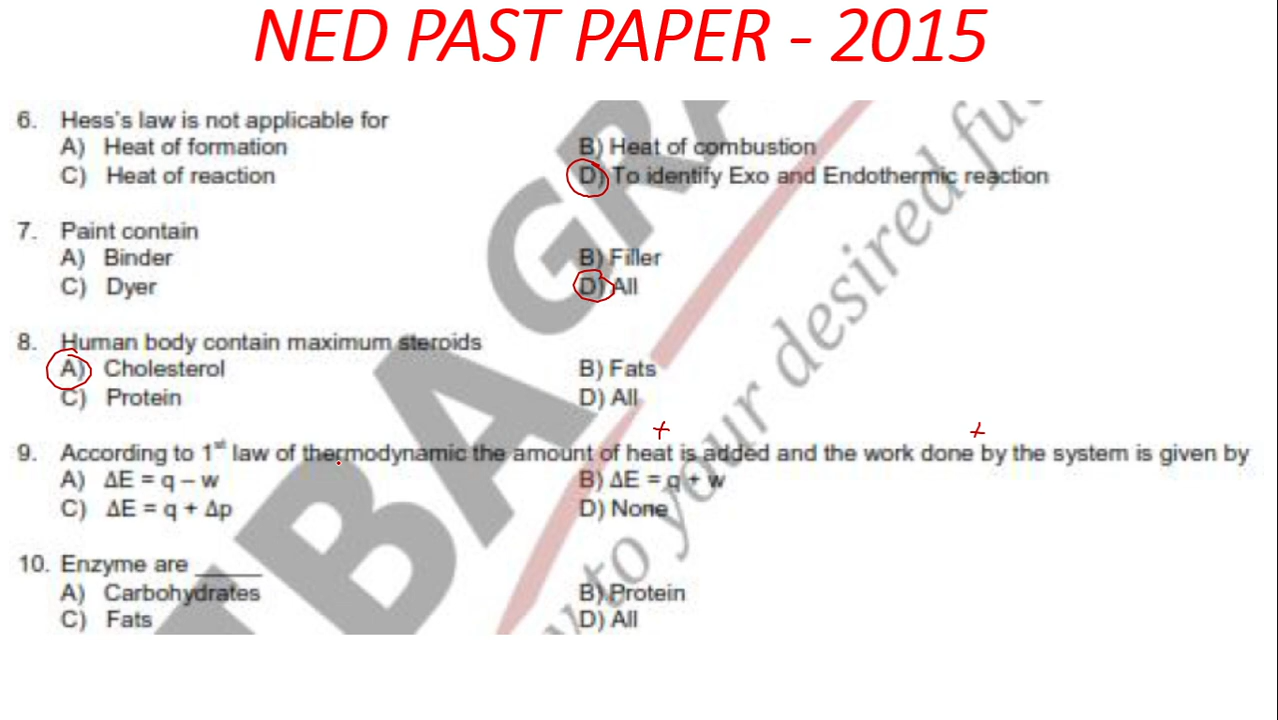 NED PAST PAPER - 2015
6. Hess's law is not applicable for
A) Heat of formation B) Heat of combustion
C) Heat of reaction D) To identify Exo and Endothermic reaction
7. Paint contain
A) Binder B) Filler
C) Dyer D) All
8. Human body contain maximum steroids
A) Cholesterol B) Fats
C) Protein D) All
+ +
9. According to 1st law of thermodynamic the amount of heat is added and the work done by the system is given by
A) ΔE = q – w B) ΔE = q + w
C) ΔE = q + Δp D) None
10. Enzyme are _____
A) Carbohydrates B) Protein
C) Fats D) All
to your desired